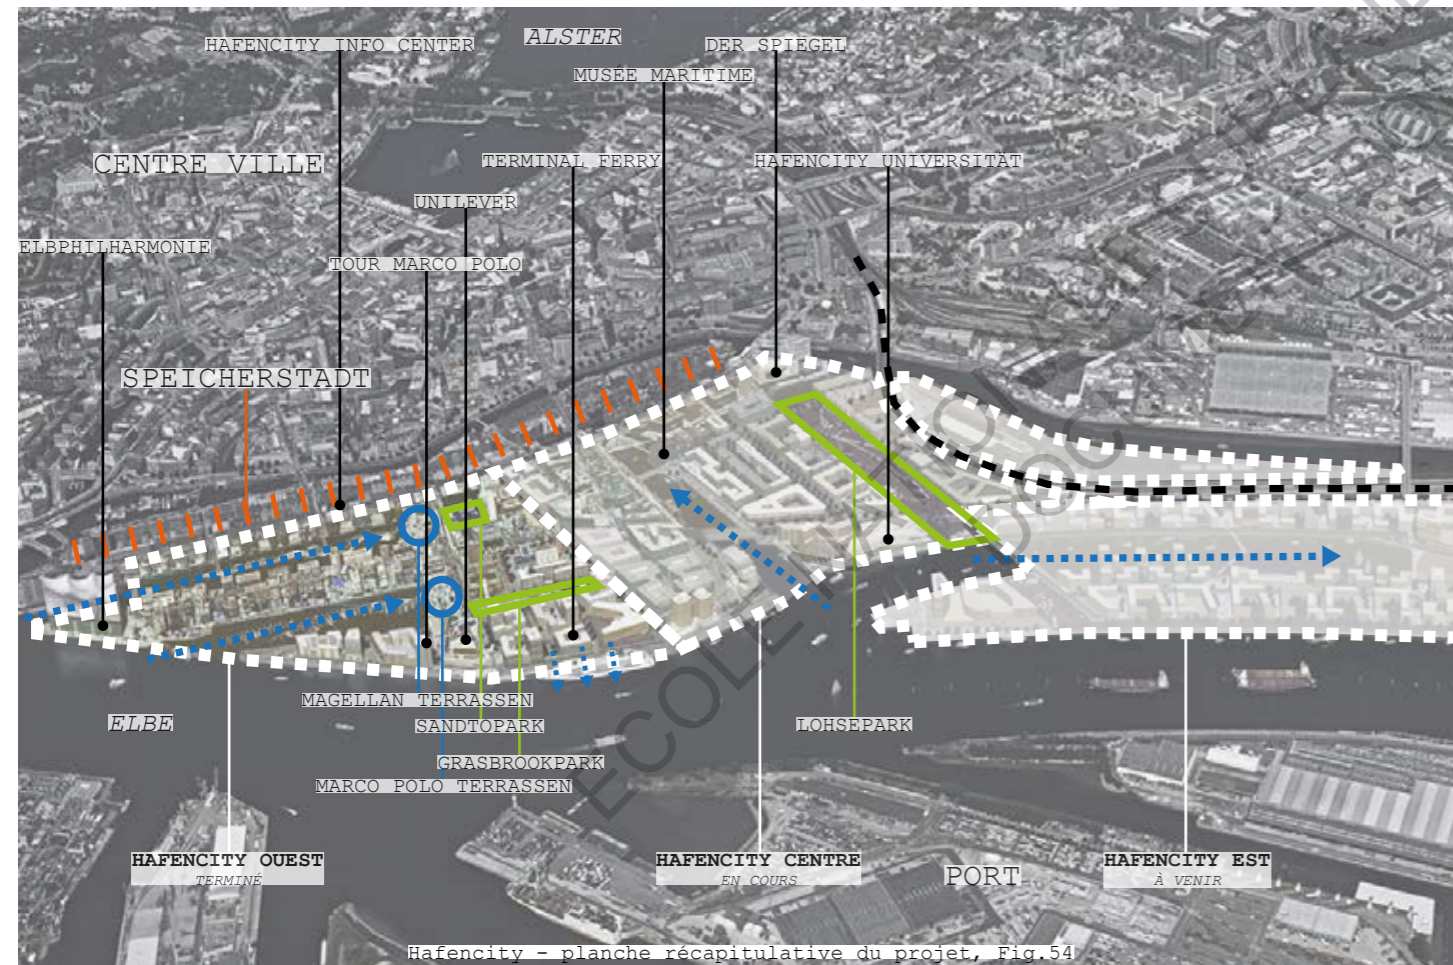 HAFENCITY INFO CENTER
ALSTER
DER SPIEGEL
MUSÉE MARITIME
CENTRE VILLE
TERMINAL FERRY
HAFENCITY UNIVERSITÄT
UNILEVER
ELBPHILHARMONIE
TOUR MARCO POLO
SPEICHERSTADT
MAGELLAN TERRASSEN
ELBE
SANDTOPARK
LOHSEPARK
GRASBROOKPARK
MARCO POLO TERRASSEN
HAFENCITY OUEST
TERMINÉ
HAFENCITY CENTRE
EN COURS
PORT
HAFENCITY EST
À VENIR
Hafencity - planche récapitulative du projet, Fig.54